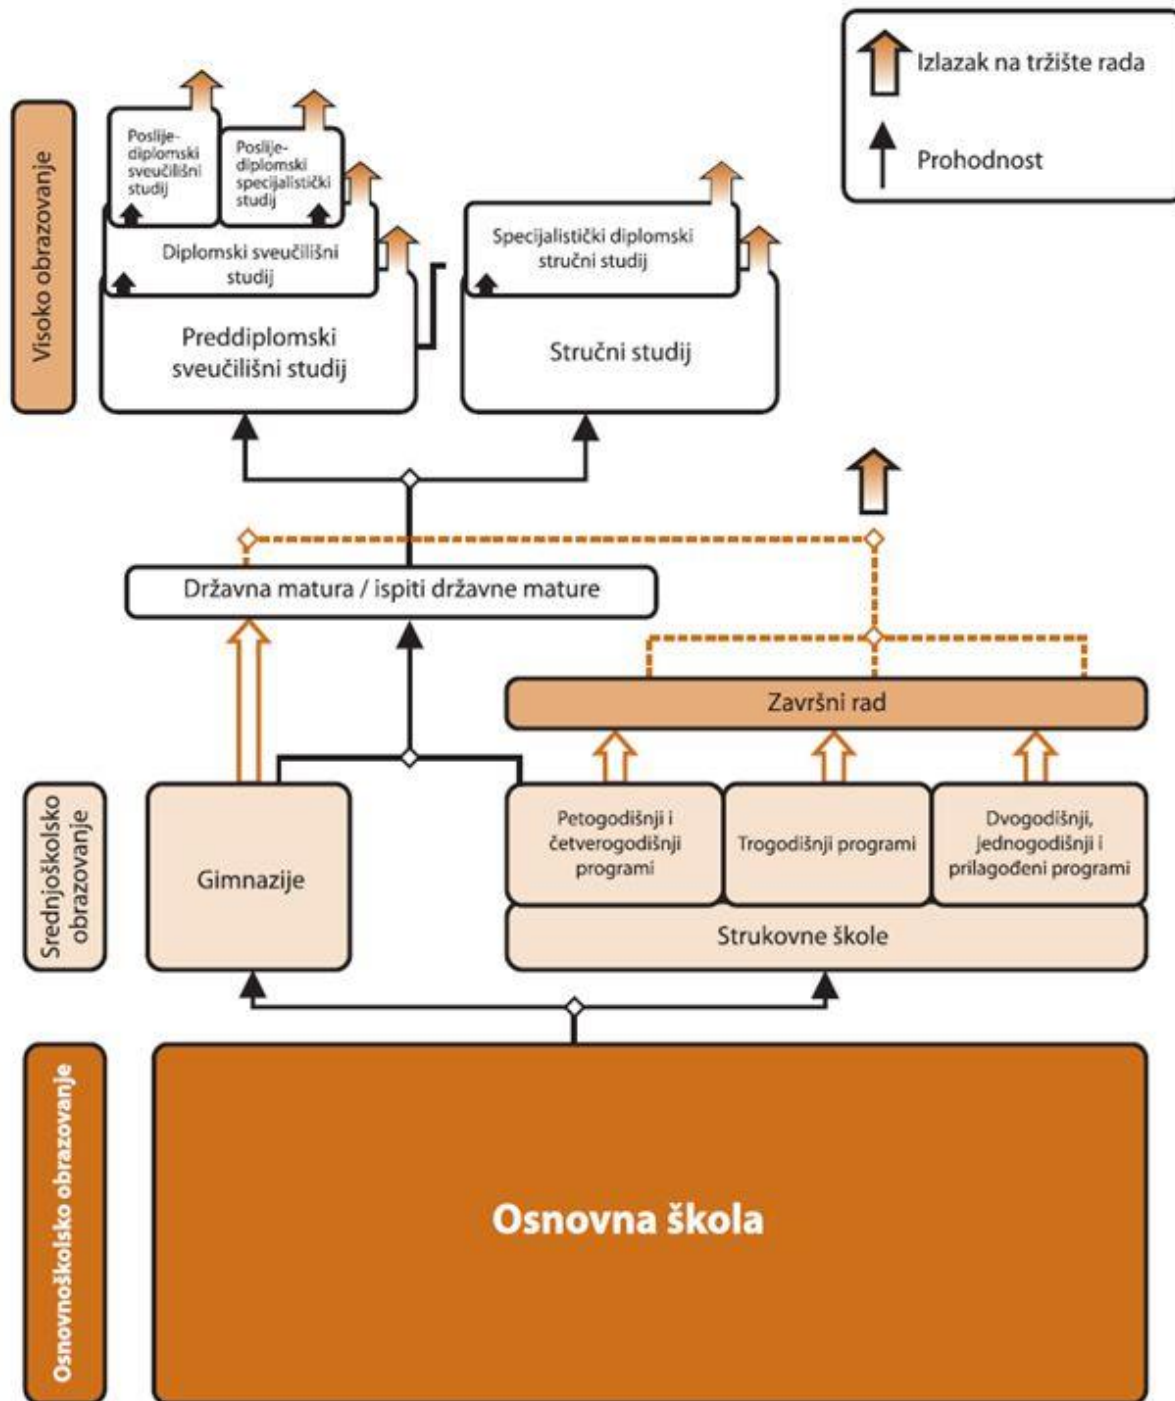 Izlazak na tržište rada
Prohodnost
Visoko obrazovanje
Poslije-
diplomski
sveučilišni
studij
Poslije-
diplomski
specijalistički
studij
Diplomski sveučilišni
studij
Preddiplomski
sveučilišni studij
Specijalistički diplomski
stručni studij
Stručni studij
Državna matura / ispiti državne mature
Završni rad
Srednjoškolsko
obrazovanje
Gimnazije
Petogodišnji i
četverogodišnji
programi
Trogodišnji programi
Dvogodišnji,
jednogodišnji i
prilagođeni programi
Strukovne škole
Osnovnoškolsko obrazovanje
Osnovna škola